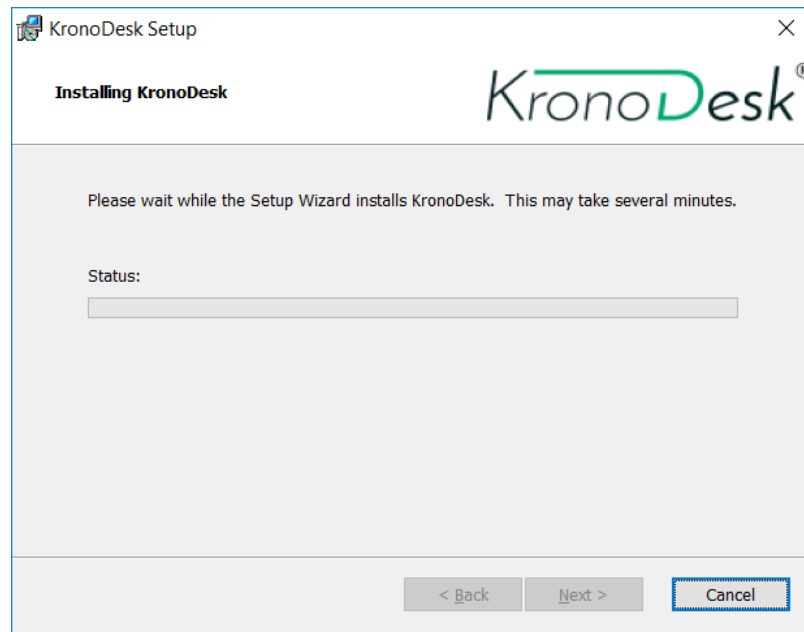 KronoDesk Setup
Installing KronoDesk
KronoDesk®
Please wait while the Setup Wizard installs KronoDesk. This may take several minutes.
Status:
< Back
Next >
Cancel